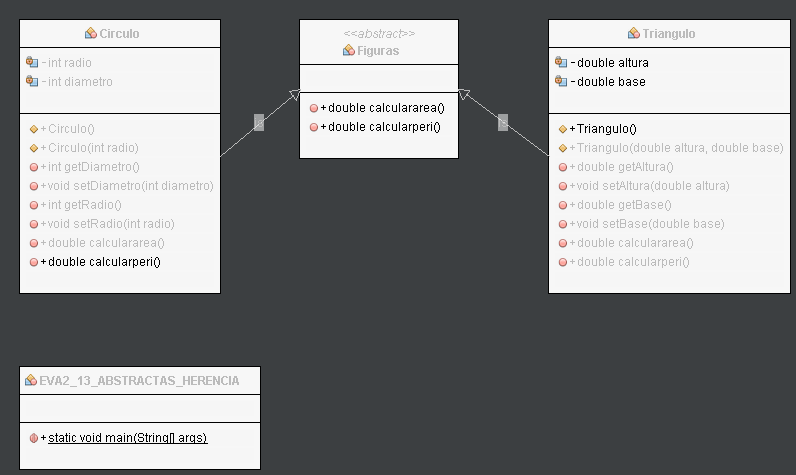 Circulo
- int radio
- int diametro
+ Circulo()
+ Circulo(int radio)
+ int getDiametro()
+ void setDiametro(int diametro)
+ int getRadio()
+ void setRadio(int radio)
+ double calculararea()
+ double calcularperi()
<<abstract>>
Figuras
+ double calculararea()
+ double calcularperi()
Triangulo
- double altura
- double base
+ Triangulo()
+ Triangulo(double altura, double base)
+ double getAltura()
+ void setAltura(double altura)
+ double getBase()
+ void setBase(double base)
+ double calculararea()
+ double calcularperi()
EVA2_13_ABSTRACTAS_HERENCIA
+ static void main(String[] args)